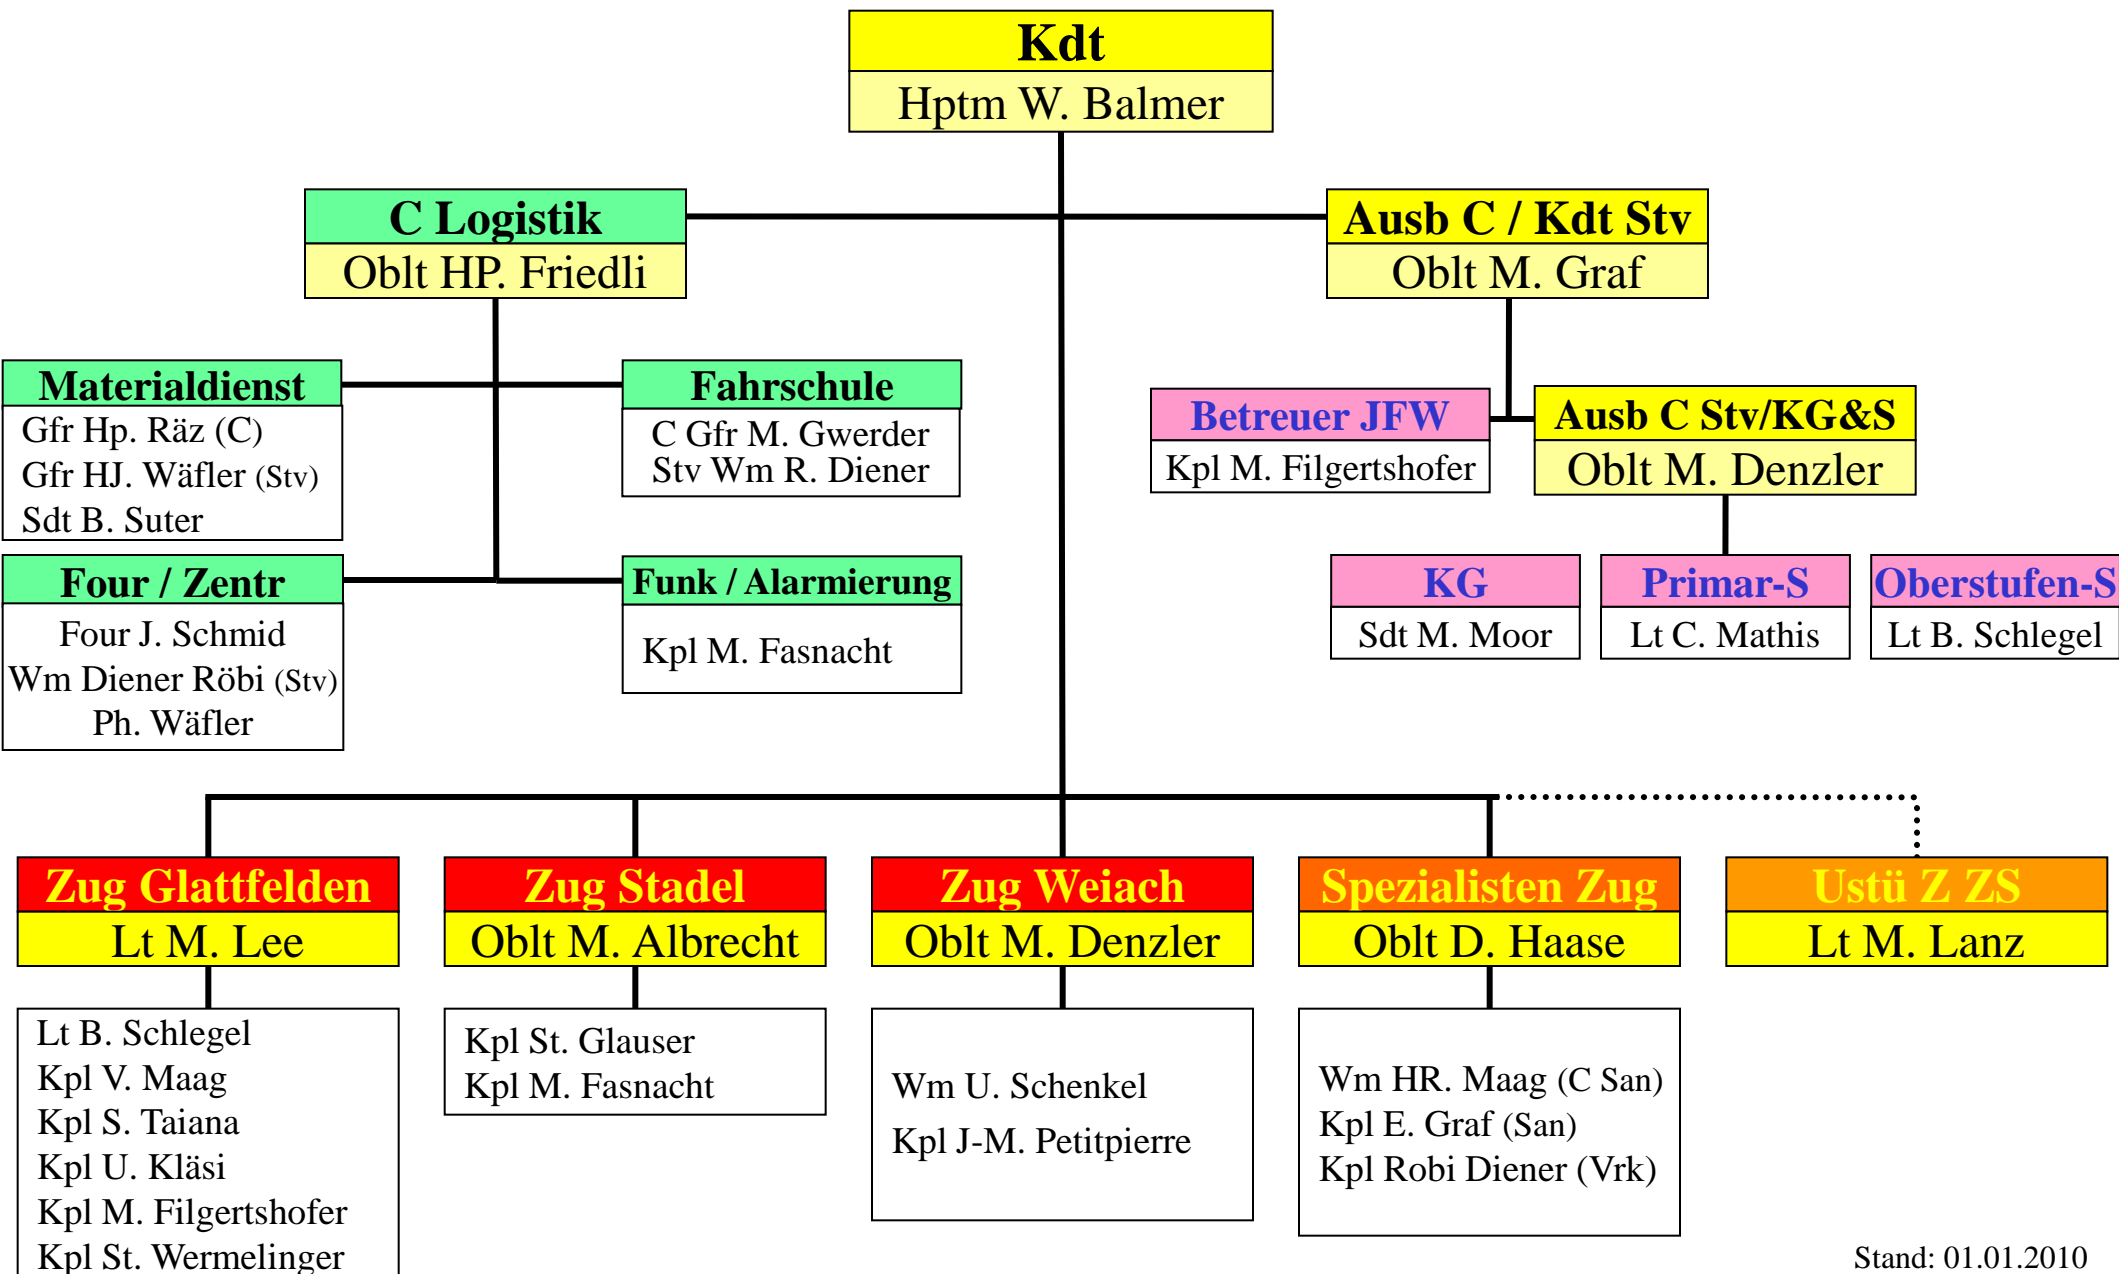 Kdt
Hptm W. Balmer
C Logistik
Oblt HP. Friedli
Ausb C / Kdt Stv
Oblt M. Graf
Materialdienst
Gfr Hp. Räz (C)
Gfr HJ. Wäfler (Stv)
Sdt B. Suter
Fahrschule
C Gfr M. Gwerder
Stv Wm R. Diener
Betreuer JFW
Kpl M. Filgertshofer
Ausb C Stv/KG&S
Oblt M. Denzler
Four / Zentr
Four J. Schmid
Wm Diener Röbi (Stv)
Ph. Wäfler
Funk / Alarmierung
Kpl M. Fasnacht
KG
Sdt M. Moor
Primar-S
Lt C. Mathis
Oberstufen-S
Lt B. Schlegel
Zug Glattfelden
Lt M. Lee
Lt B. Schlegel
Kpl V. Maag
Kpl S. Taiana
Kpl U. Kläsi
Kpl M. Filgertshofer
Kpl St. Wermelinger
Zug Stadel
Oblt M. Albrecht
Kpl St. Glauser
Kpl M. Fasnacht
Zug Weiach
Oblt M. Denzler
Wm U. Schenkel
Kpl J-M. Petitpierre
Spezialisten Zug
Oblt D. Haase
Wm HR. Maag (C San)
Kpl E. Graf (San)
Kpl Robi Diener (Vrk)
Ustü Z ZS
Lt M. Lanz
Stand: 01.01.2010